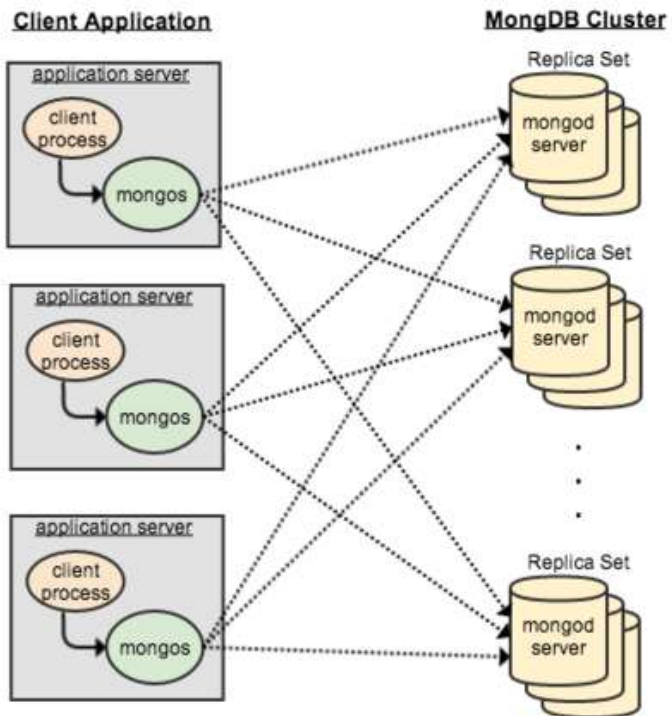 Client Application
MongDB Cluster
application server
client
process
mongos
application server
client
process
mongos
application server
client
process
mongos
Replica Set
mongod
server
Replica Set
mongod
server
Replica Set
mongod
server